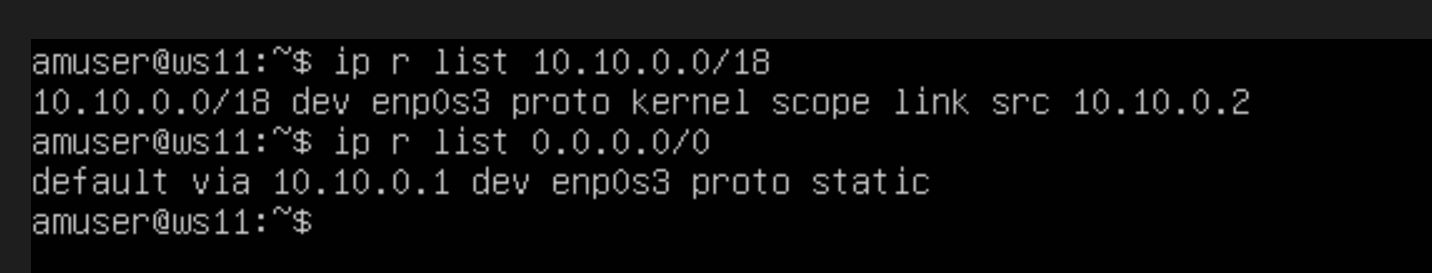 amuser@ws11:~$ ip r list 10.10.0.0/18
10.10.0.0/18 dev enp0s3 proto kernel scope link src 10.10.0.2
amuser@ws11:~$ ip r list 0.0.0.0/0
default via 10.10.0.1 dev enp0s3 proto static
amuser@ws11:~$